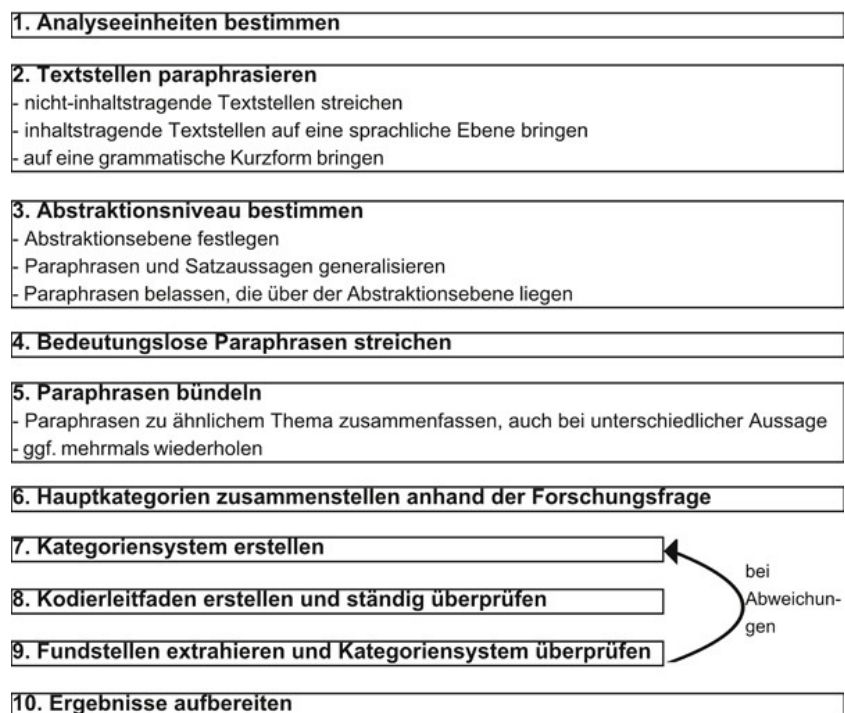 1. Analyseeinheiten bestimmen
2. Textstellen paraphrasieren
- nicht-inhaltstragende Textstellen streichen
- inhaltstragende Textstellen auf eine sprachliche Ebene bringen
- auf eine grammatische Kurzform bringen
3. Abstraktionsniveau bestimmen
- Abstraktionsebene festlegen
- Paraphrasen und Satzaussagen generalisieren
- Paraphrasen belassen, die über der Abstraktionsebene liegen
4. Bedeutungslose Paraphrasen streichen
5. Paraphrasen bündeln
- Paraphrasen zu ähnlichem Thema zusammenfassen, auch bei unterschiedlicher Aussage
- ggf. mehrmals wiederholen
6. Hauptkategorien zusammenstellen anhand der Forschungsfrage
7. Kategoriensystem erstellen
8. Kodierleitfaden erstellen und ständig überprüfen
9. Fundstellen extrahieren und Kategoriensystem überprüfen
bei
Abweichun-
gen
10. Ergebnisse aufbereiten